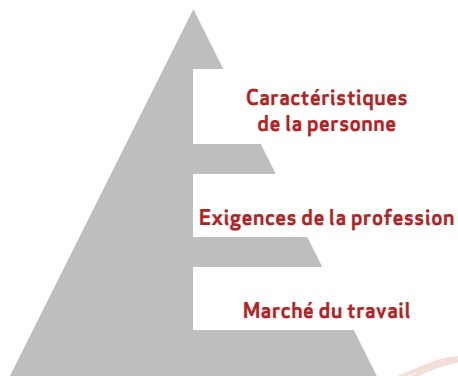 Caractéristiques
de la personne
Exigences de la profession
Marché du travail